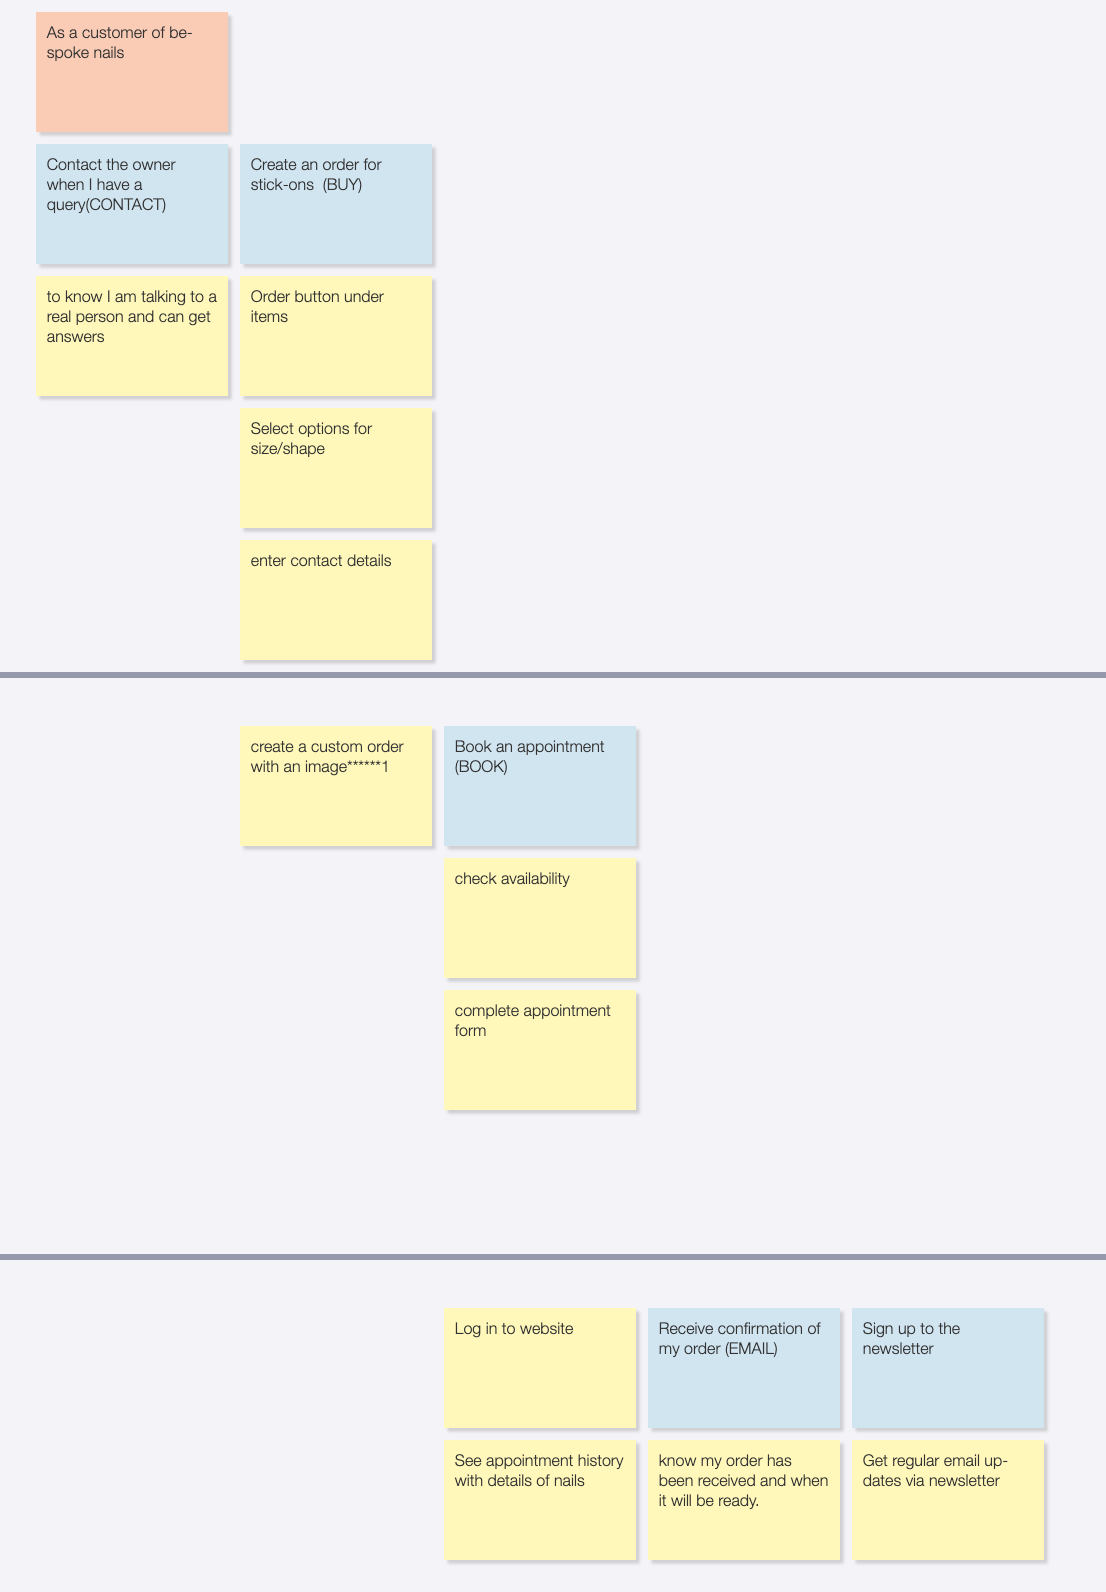 As a customer of be-
spoke nails
Contact the owner
when I have a
query(CONTACT)
Create an order for
stick-ons  (BUY)
to know I am talking to a
real person and can get
answers
Order button under
items
Select options for
size/shape
enter contact details
create a custom order
with an image******1
Book an appointment
(BOOK)
check availability
complete appointment
form
Log in to website
Receive confirmation of
my order (EMAIL)
Sign up to the
newsletter
See appointment history
with details of nails
know my order has
been received and when
it will be ready.
Get regular email up-
dates via newsletter